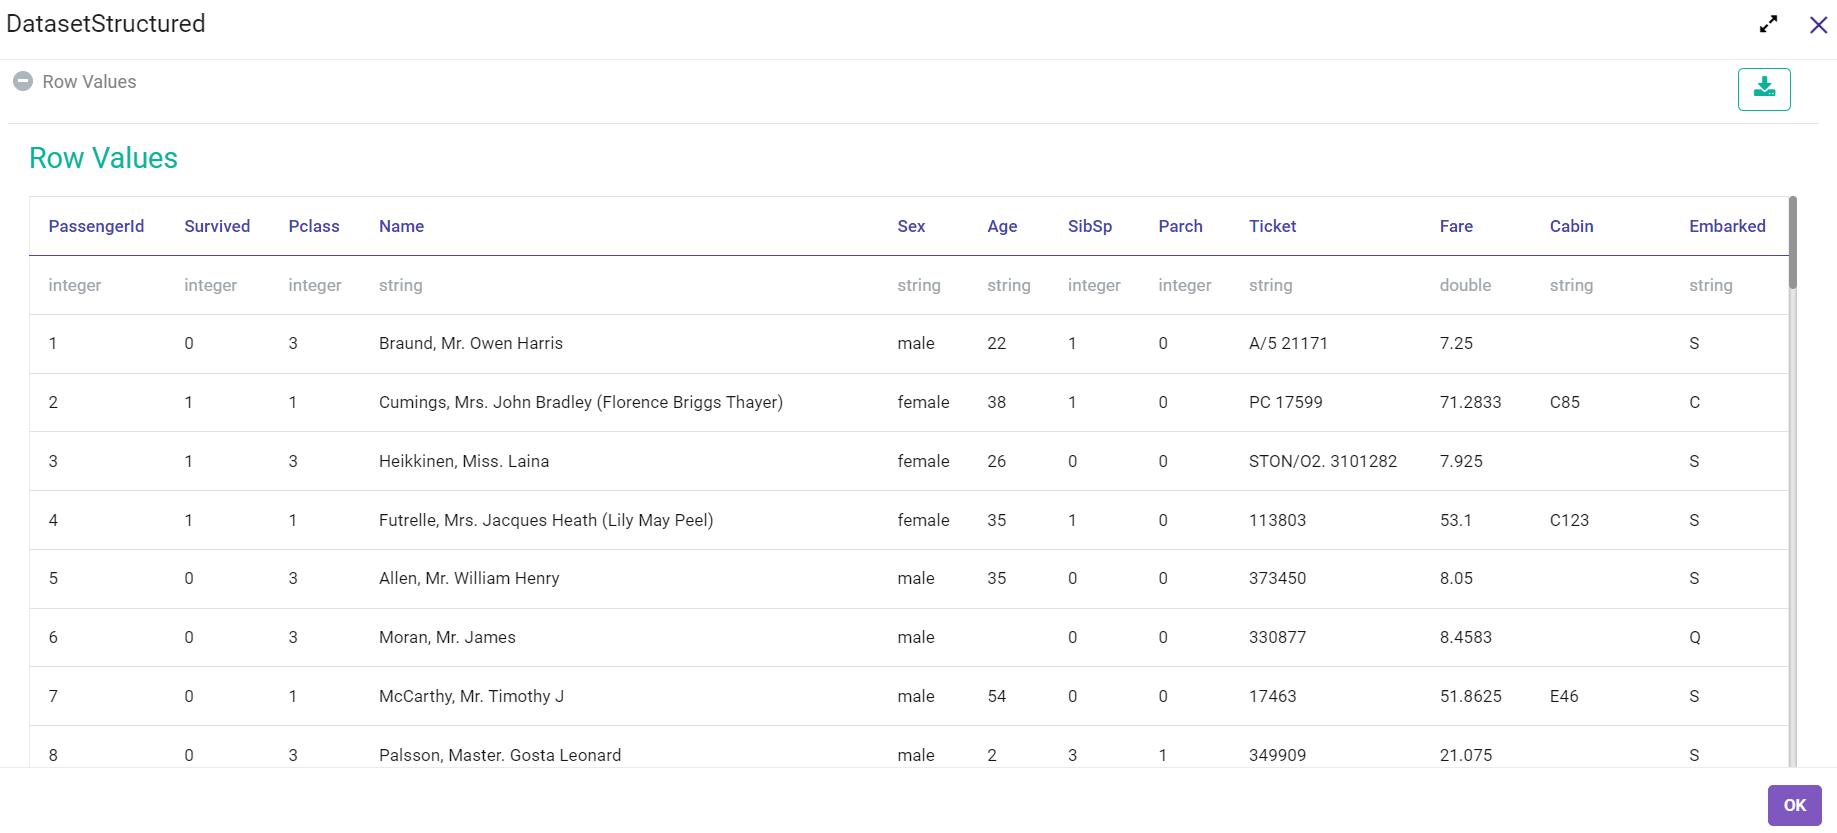 DatasetStructured
Row Values
Row Values
PassengerId Survived Pclass Name Sex Age SibSp Parch Ticket Fare Cabin Embarked
integer integer integer string string string integer integer string double string string
1 0 3 Braund, Mr. Owen Harris male 22 1 0 A/5 21171 7.25 S
2 1 1 Cumings, Mrs. John Bradley (Florence Briggs Thayer) female 38 1 0 PC 17599 71.2833 C85 C
3 1 3 Heikkinen, Miss. Laina female 26 0 0 STON/O2. 3101282 7.925 S
4 1 1 Futrelle, Mrs. Jacques Heath (Lily May Peel) female 35 1 0 113803 53.1 C123 S
5 0 3 Allen, Mr. William Henry male 35 0 0 373450 8.05 S
6 0 3 Moran, Mr. James male 0 0 330877 8.4583 Q
7 0 1 McCarthy, Mr. Timothy J male 54 0 0 17463 51.8625 E46 S
8 0 3 Palsson, Master. Gosta Leonard male 2 3 1 349909 21.075 S
OK